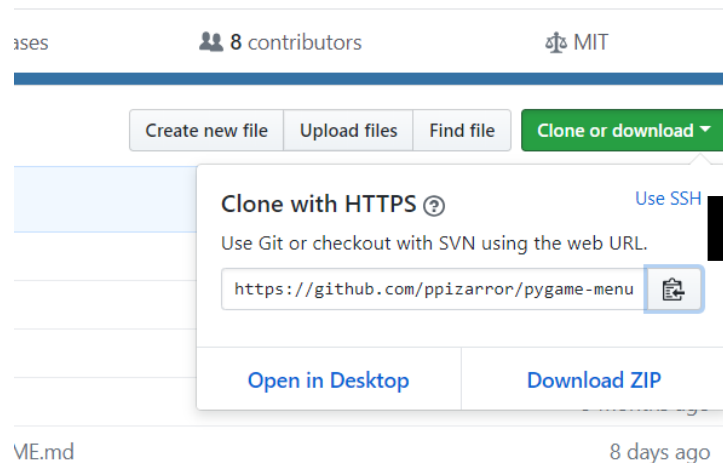 8 contributors
MIT
Create new file Upload files Find file Clone or download
Clone with HTTPS
Use SSH
Use Git or checkout with SVN using the web URL.
https://github.com/ppizarror/pygame-menu
Open in Desktop Download ZIP
ME.md
8 days ago